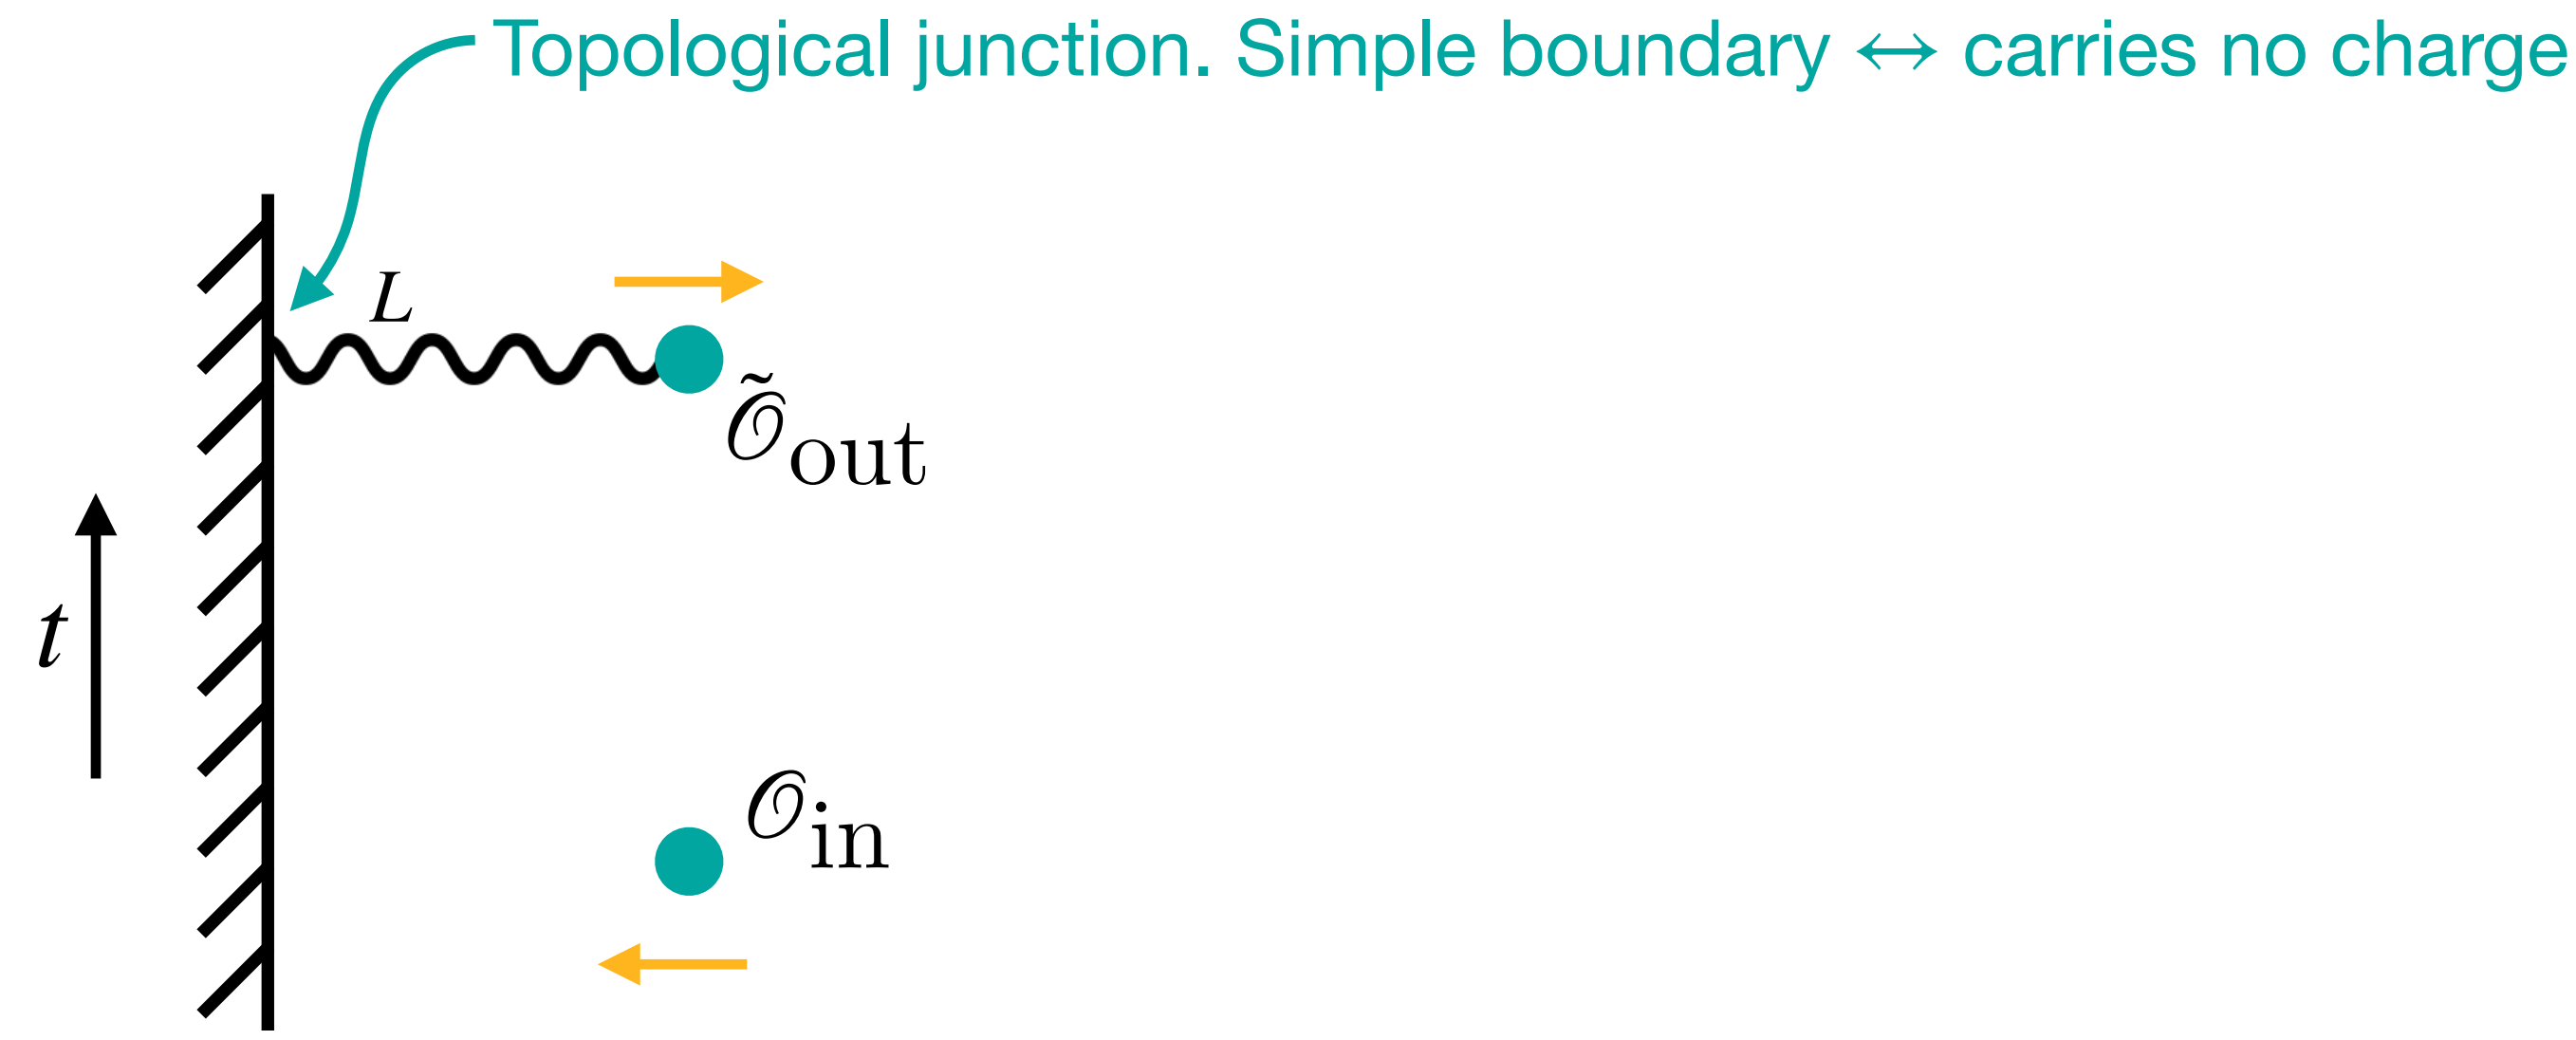 Topological junction. Simple boundary ↔ carries no charge
L
𝒪̃out
t
𝒪in